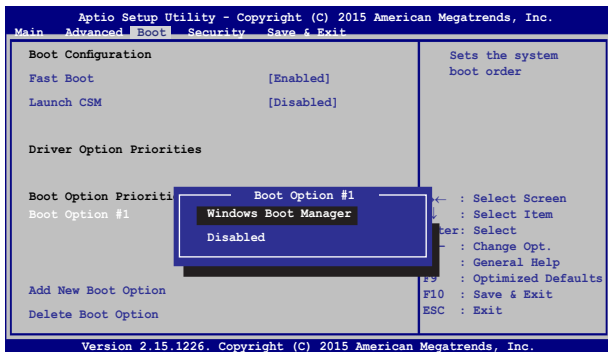 Aptio Setup Utility - Copyright (C) 2015 American Megatrends, Inc.
Main Advanced Boot Security Save & Exit
Boot Configuration
Fast Boot [Enabled]
Launch CSM [Disabled]
Driver Option Priorities
Boot Option Prioriti
Boot Option #1
Boot Option #1
Windows Boot Manager
Disabled
Add New Boot Option
Delete Boot Option
Sets the system
boot order
→← : Select Screen
↓ : Select Item
ter: Select
- : Change Opt.
: General Help
F9 : Optimized Defaults
F10 : Save & Exit
ESC : Exit
Version 2.15.1226. Copyright (C) 2015 American Megatrends, Inc.